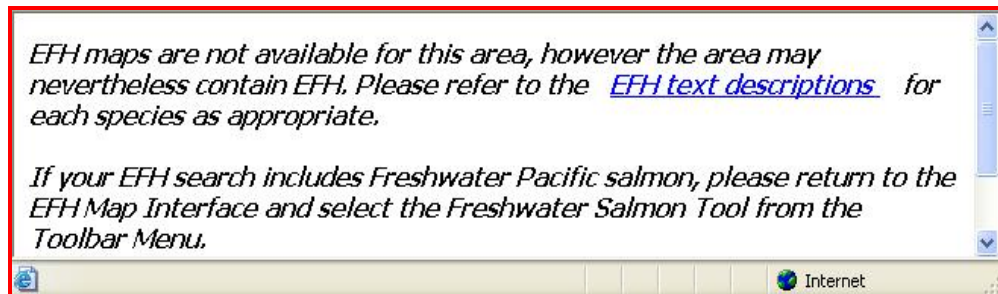 EFH maps are not available for this area, however the area may
nevertheless contain EFH. Please refer to the EFH text descriptions for
each species as appropriate.
If your EFH search includes Freshwater Pacific salmon, please return to the
EFH Map Interface and select the Freshwater Salmon Tool from the
Toolbar Menu.
Internet